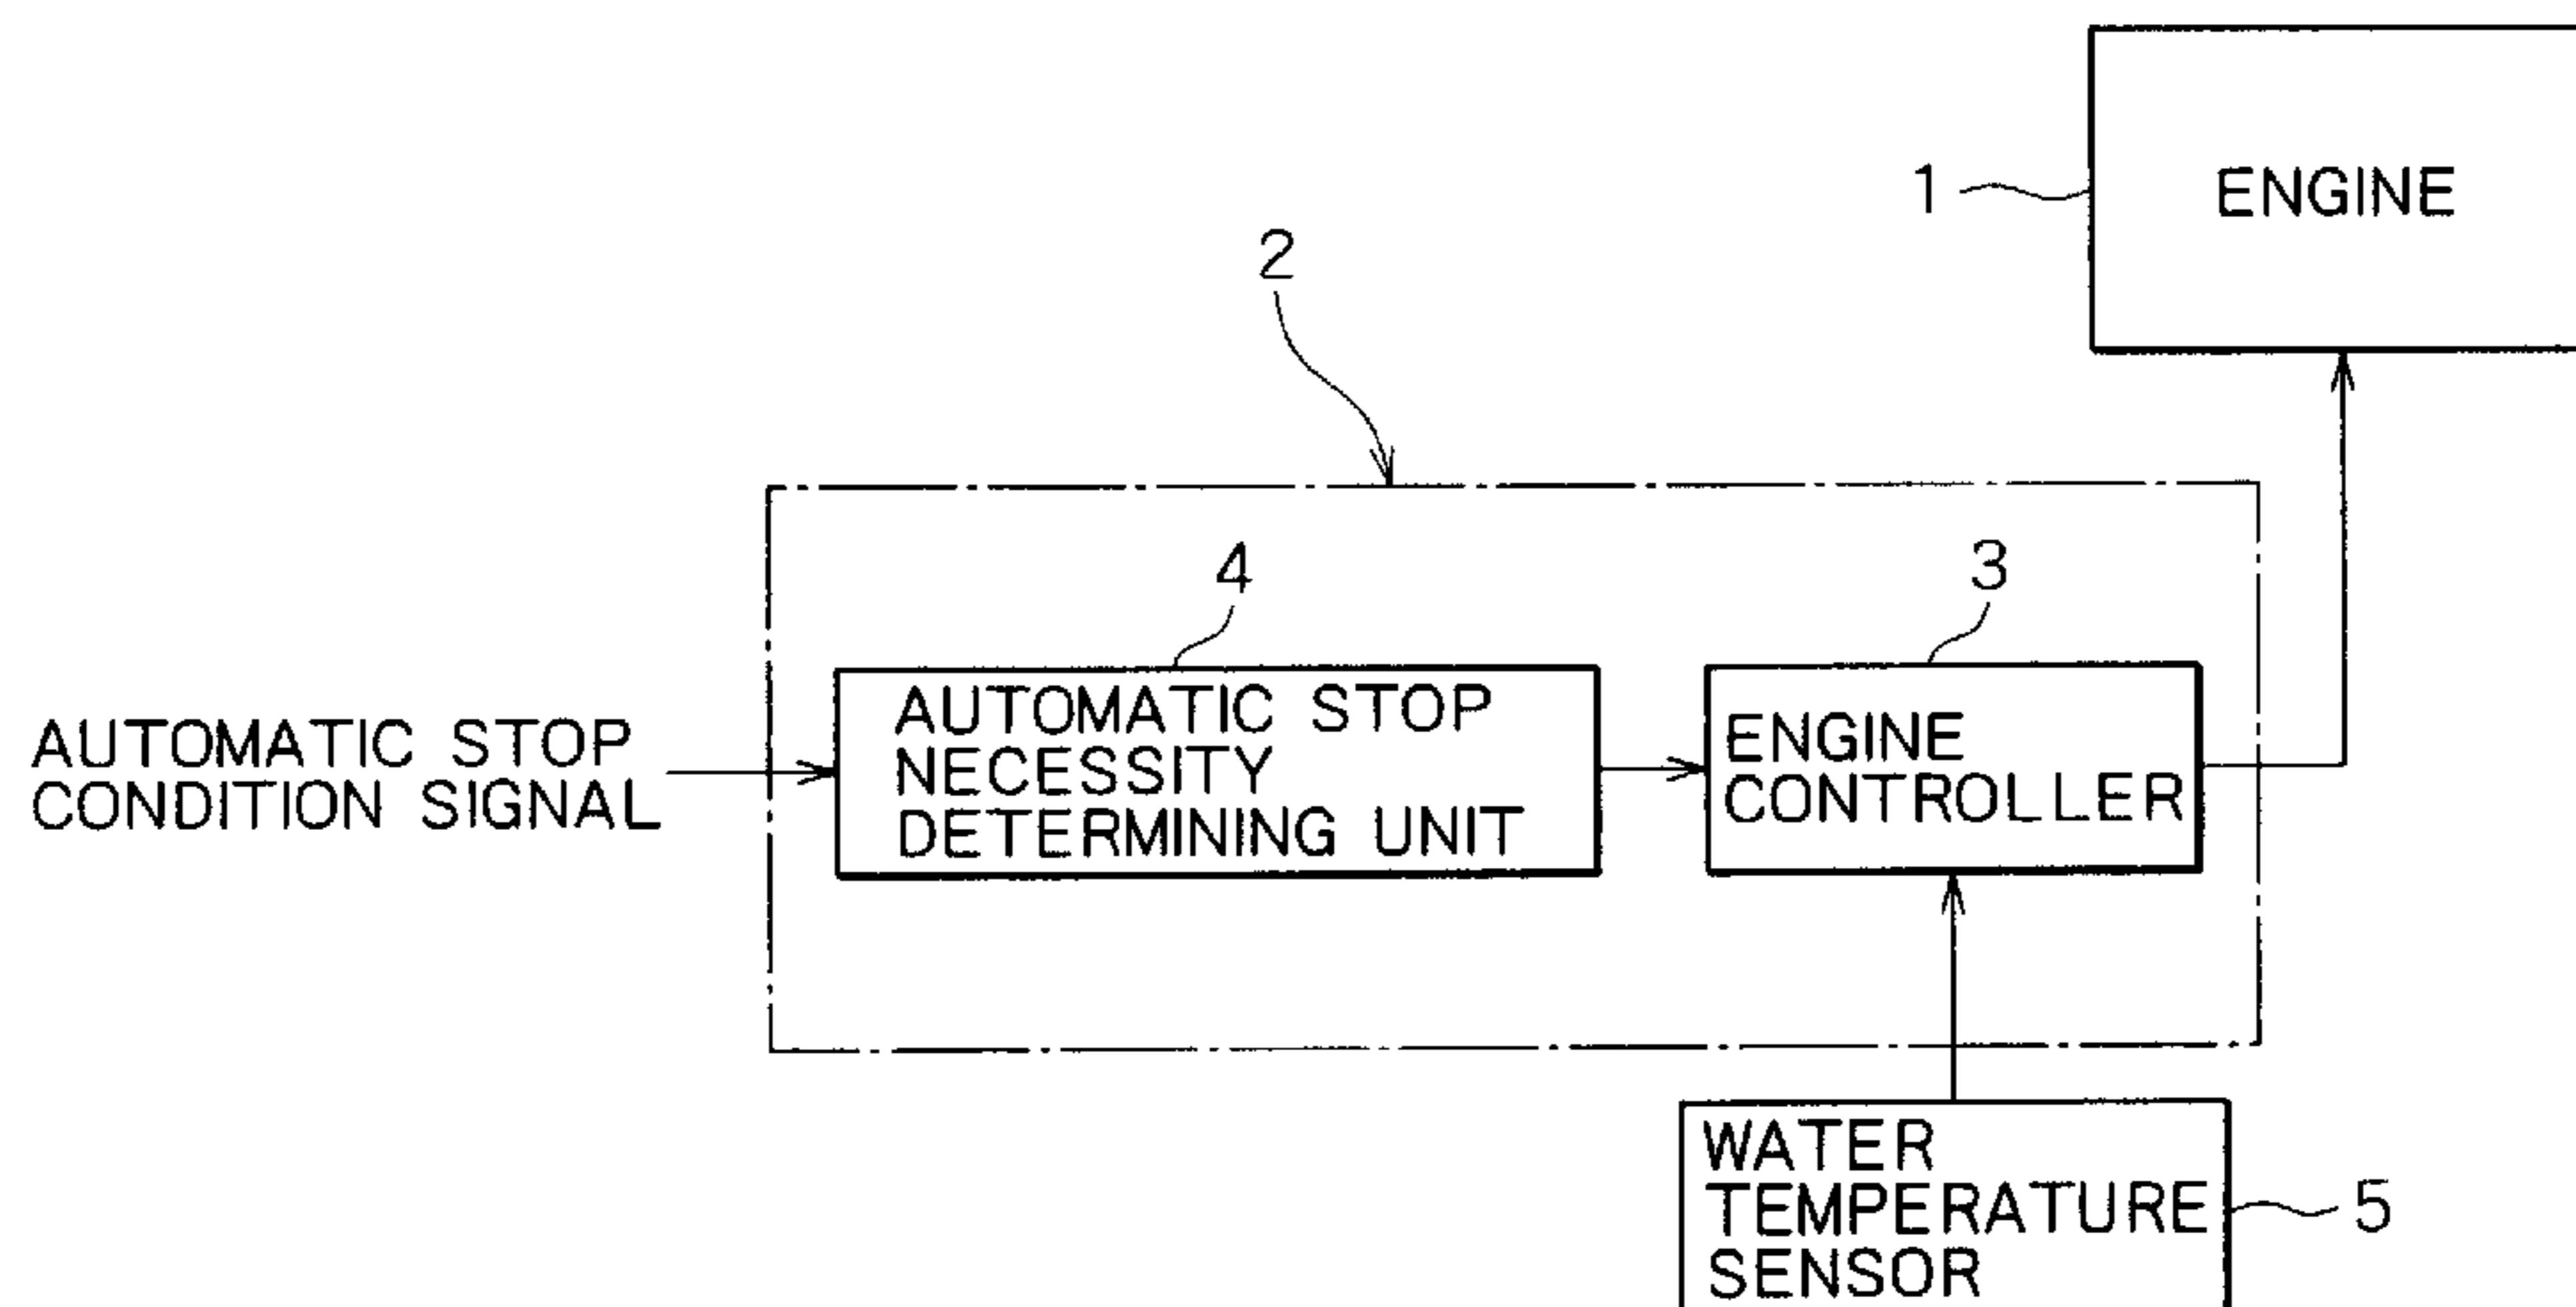 1
ENGINE
2
4
3
AUTOMATIC STOP
CONDITION SIGNAL
AUTOMATIC STOP
NECESSITY
DETERMINING UNIT
ENGINE
CONTROLLER
WATER
TEMPERATURE
SENSOR
5